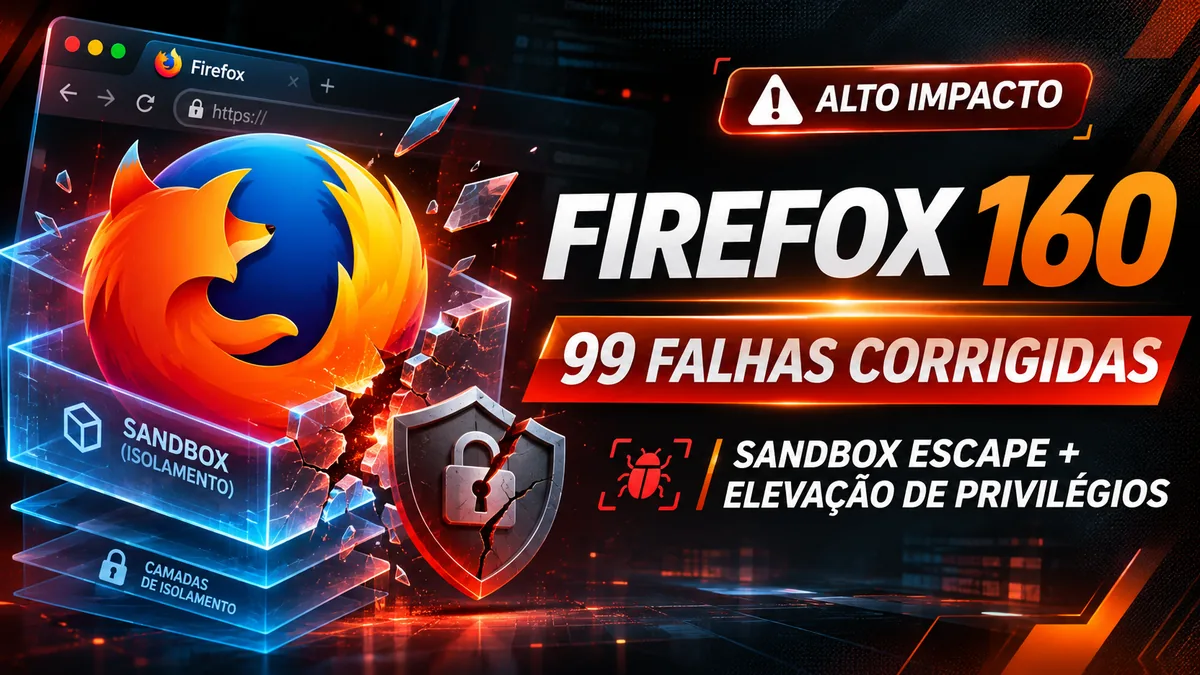 Firefox
https://
SANDBOX
(ISOLAMENTO)
CAMADAS
DE ISOLAMENTO
ALTO IMPACTO
FIREFOX 160
99 FALHAS CORRIGIDAS
SANDBOX ESCAPE +
ELEVAÇÃO DE PRIVILÉGIOS